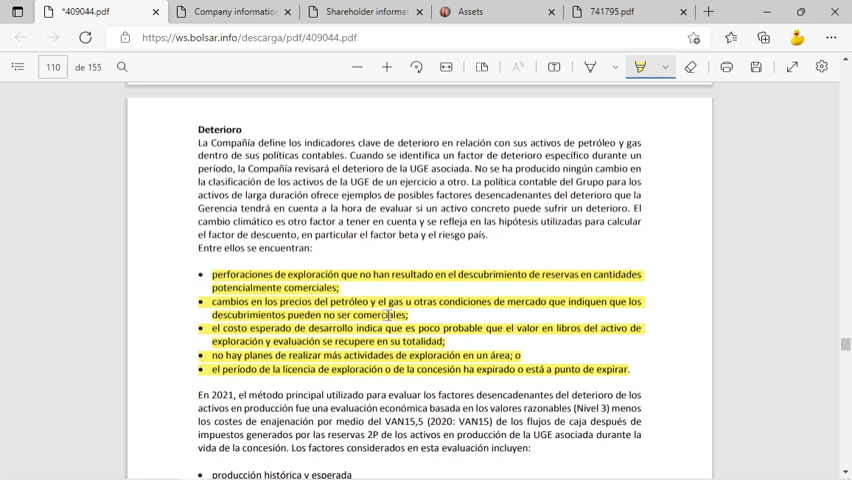 *409044.pdf
Company information
Shareholder informat
Assets
741795.pdf
https://ws.bolsar.info/descarga/pdf/409044.pdf
110 de 155
Deterioro
La Compañía define los indicadores clave de deterioro en relación con sus activos de petróleo y gas
dentro de sus políticas contables. Cuando se identifica un factor de deterioro específico durante un
período, la Compañía revisará el deterioro de la UGE asociada. No se ha producido ningún cambio en
la clasificación de los activos de la UGE de un ejercicio a otro. La política contable del Grupo para los
activos de larga duración ofrece ejemplos de posibles factores desencadenantes del deterioro que la
Gerencia tendrá en cuenta a la hora de evaluar si un activo concreto puede sufrir un deterioro. El
cambio climático es otro factor a tener en cuenta y se refleja en las hipótesis utilizadas para calcular
el factor de descuento, en particular el factor beta y el riesgo país.
Entre ellos se encuentran:
• perforaciones de exploración que no han resultado en el descubrimiento de reservas en cantidades
potencialmente comerciales;
• cambios en los precios del petróleo y el gas u otras condiciones de mercado que indiquen que los
descubrimientos pueden no ser comerciales;
• el costo esperado de desarrollo indica que es poco probable que el valor en libros del activo de
exploración y evaluación se recupere en su totalidad;
• no hay planes de realizar más actividades de exploración en un área; o
• el período de la licencia de exploración o de la concesión ha expirado o está a punto de expirar.
En 2021, el método principal utilizado para evaluar los factores desencadenantes del deterioro de los
activos en producción fue una evaluación económica basada en los valores razonables (Nivel 3) menos
los costes de enajenación por medio del VAN15,5 (2020: VAN15) de los flujos de caja después de
impuestos generados por las reservas 2P de los activos en producción de la UGE asociada durante la
vida de la concesión. Los factores considerados en esta evaluación incluyen:
• producción histórica y esperada